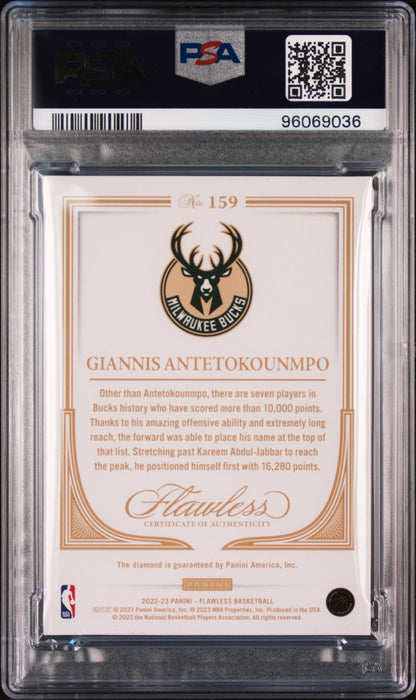 PSA
PSA
96069036
No. 159
MILWAUKEE BUCKS
GIANNIS ANTETOKOUNMPO
Other than Antetokounmpo, there are seven players in
Bucks history who have scored more than 10,000 points.
Thanks to his amazing offensive ability and extremely long
reach, the forward was able to place his name at the top of
that list. Stretching past Kareem Abdul-Jabbar to reach
the peak, he positioned himself first with 16,280 points.
Flawless
CERTIFICATE OF AUTHENTICITY
The diamond is guaranteed by Panini America, Inc.
PANINI
2022-23 PANINI – FLAWLESS BASKETBALL
© 2023 Panini America, Inc. © 2023 NBA Properties, Inc. Produced in the USA.
© 2023 the National Basketball Players Association. All rights reserved.
NBA